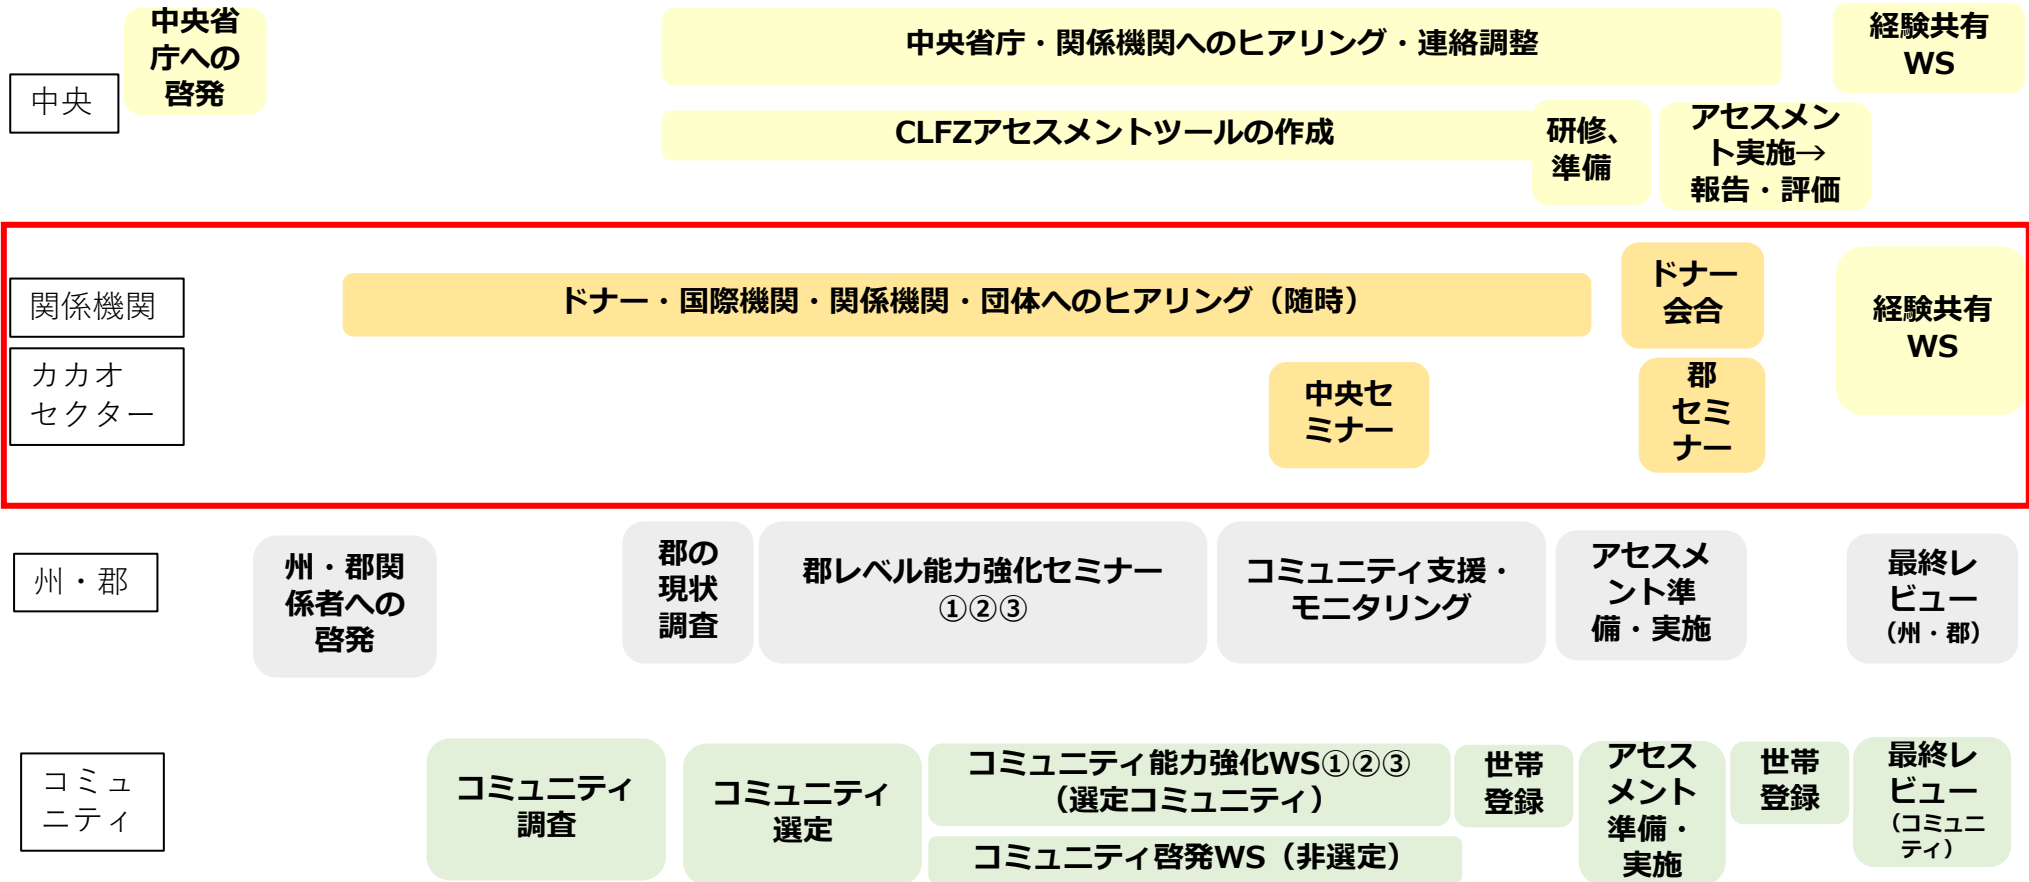 中央
中央省
庁への
啓発
中央省庁・関係機関へのヒアリング・連絡調整
経験共有
WS
CLFZアセスメントツールの作成
研修、
準備
アセスメン
ト実施→
報告・評価
関係機関
カカオ
セクター
ドナー・国際機関・関係機関・団体へのヒアリング（随時）
ドナー
会合
経験共有
WS
中央セ
ミナー
郡
セミ
ナー
州・郡
州・郡関
係者への
啓発
郡の
現状
調査
郡レベル能力強化セミナー
①②③
コミュニティ支援・
モニタリング
アセスメ
ント準
備・実施
最終レ
ビュー
（州・郡）
コミュ
ニティ
コミュニティ
調査
コミュニティ
選定
コミュニティ能力強化WS①②③
（選定コミュニティ）
コミュニティ啓発WS（非選定）
世帯
登録
アセス
メント
準備・
実施
世帯
登録
最終レ
ビュー
（コミュニ
ティ）